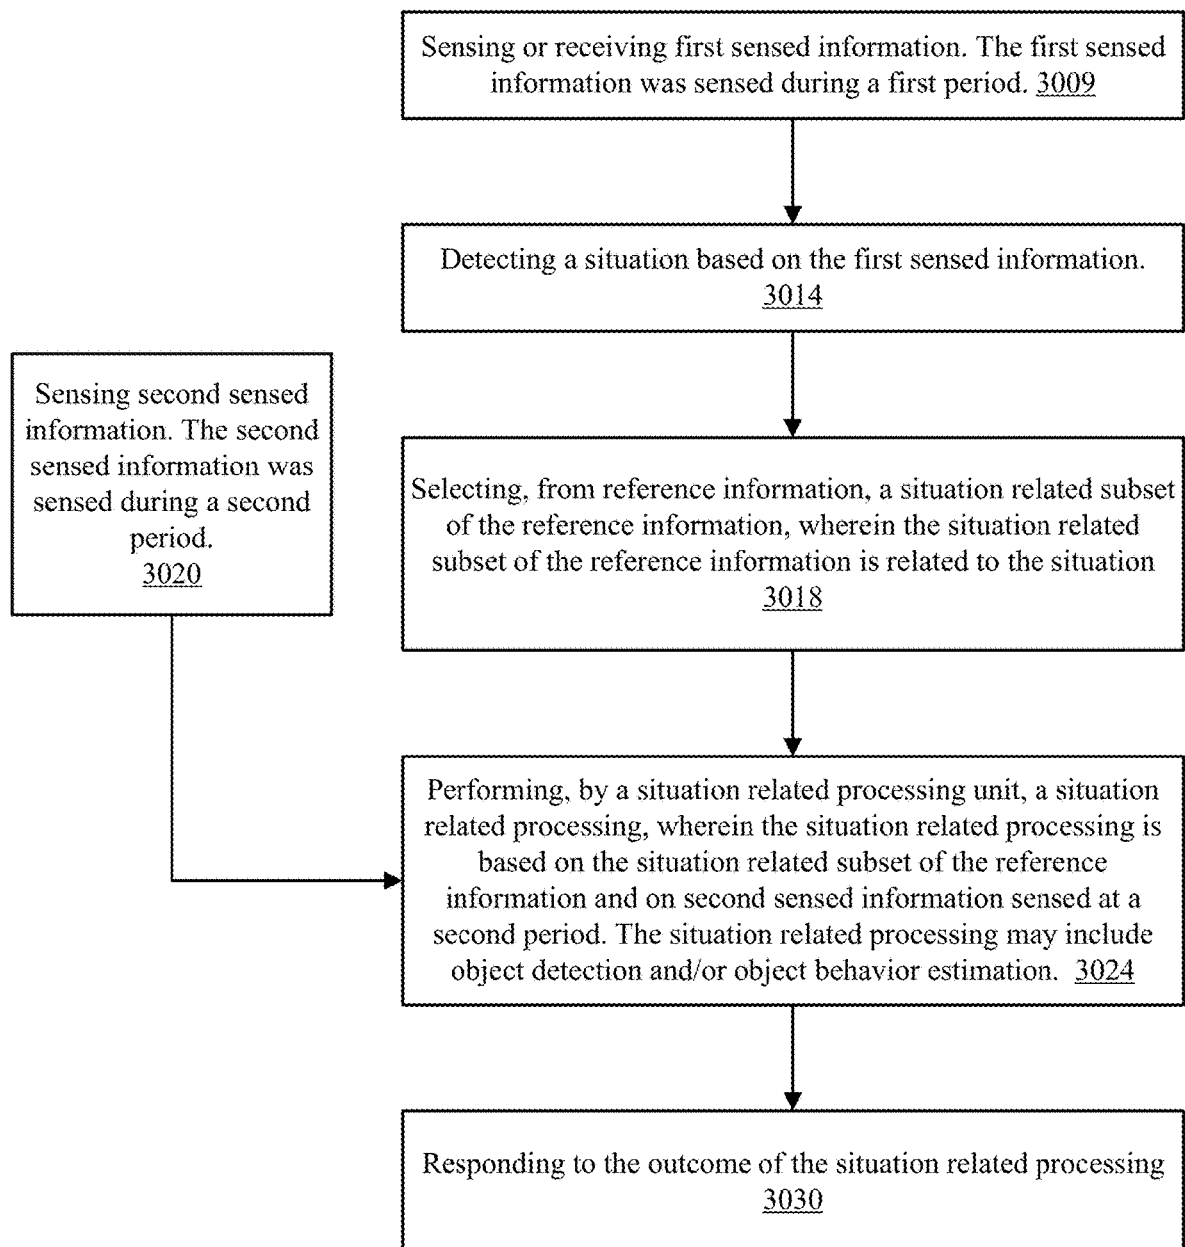 Sensing or receiving first sensed information. The first sensed
information was sensed during a first period. 3009
Detecting a situation based on the first sensed information.
3014
Sensing second sensed
information. The second
sensed information was
sensed during a second
period.
3020
Selecting, from reference information, a situation related subset
of the reference information, wherein the situation related
subset of the reference information is related to the situation
3018
Performing, by a situation related processing unit, a situation
related processing, wherein the situation related processing is
based on the situation related subset of the reference
information and on second sensed information sensed at a
second period. The situation related processing may include
object detection and/or object behavior estimation. 3024
Responding to the outcome of the situation related processing
3030